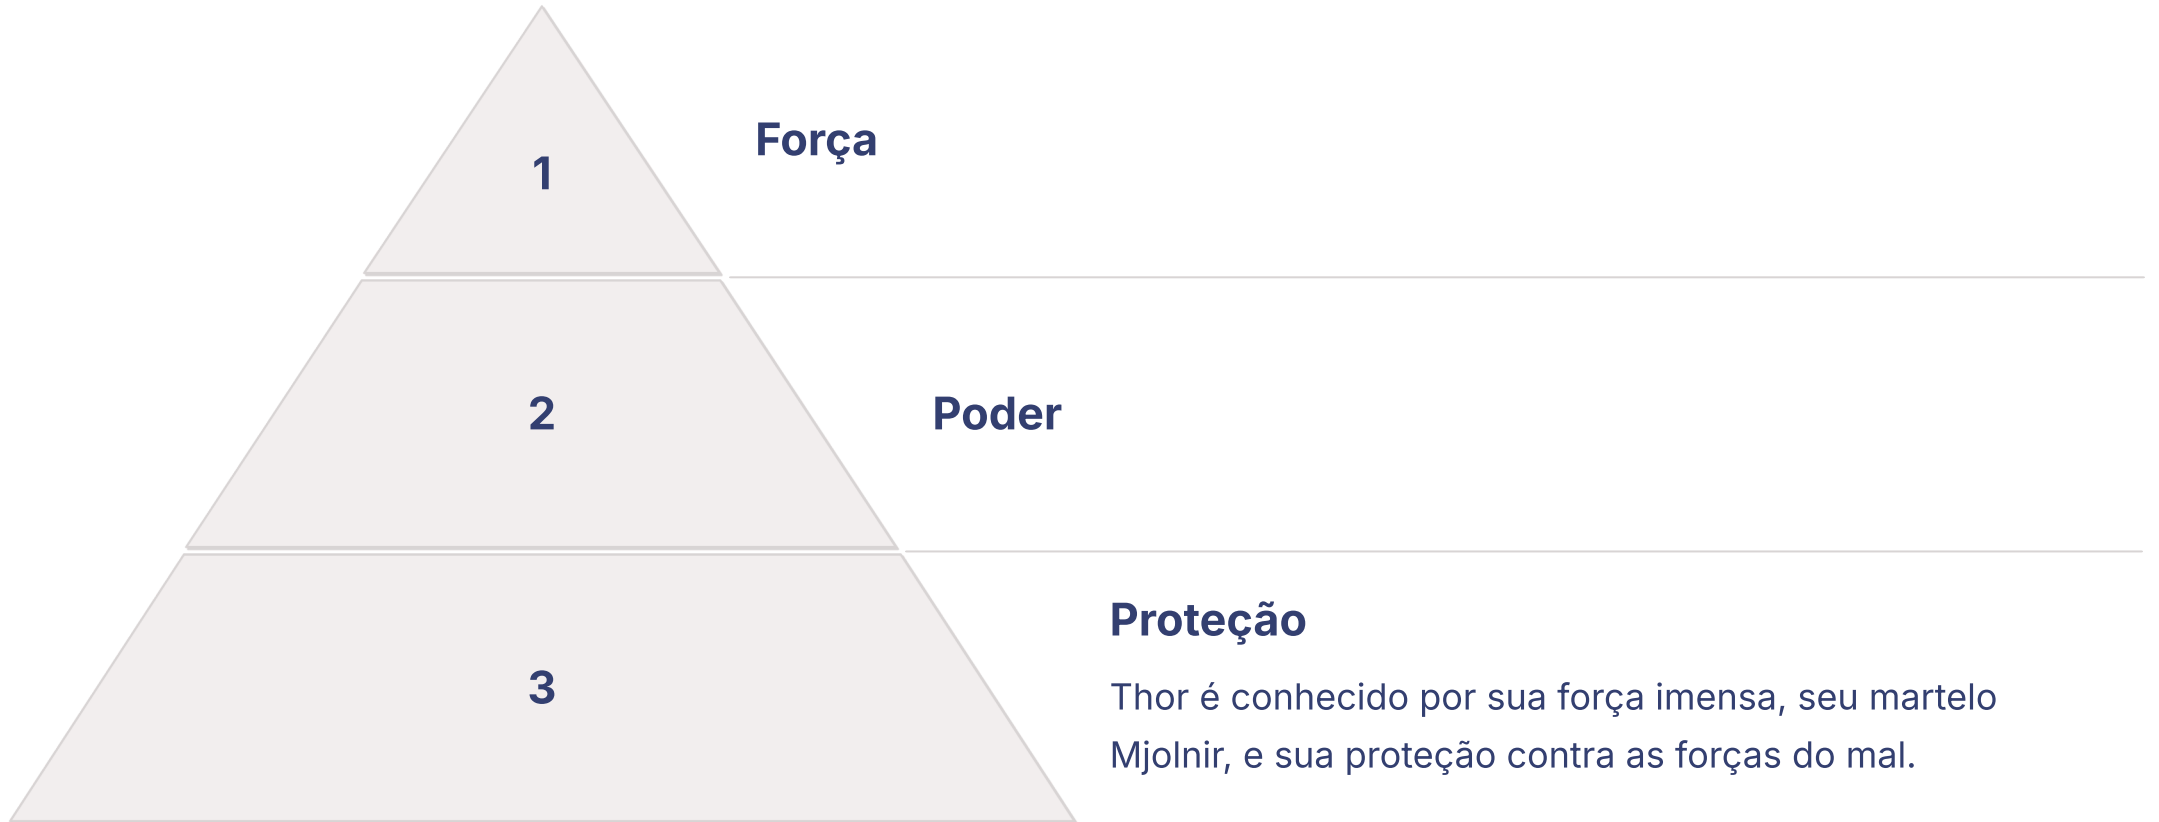 1
Força
2
Poder
3
Proteção
Thor é conhecido por sua força imensa, seu martelo
Mjolnir, e sua proteção contra as forças do mal.